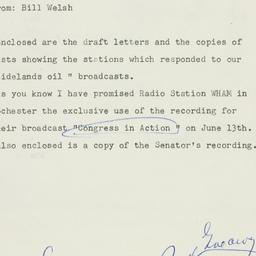 rom: Bill Welsh
nclosed are the draft letters and the copies of
sts showing the stations which responded to our
idelands oil " broadcasts.
s you know I have promised Radio Station WHAM in
ochester the exclusive use of the recording for
eir broadcast "Congress in Action " on June 13th.
lso enclosed is a copy of the Senator's recording.